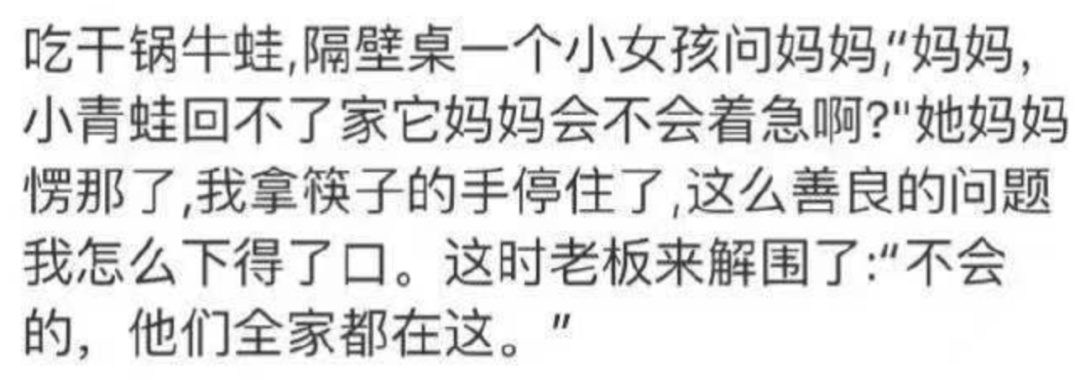 吃干锅牛蛙,隔壁桌一个小女孩问妈妈,“妈妈，
小青蛙回不了家它妈妈会不会着急啊?"她妈妈
愣那了,我拿筷子的手停住了,这么善良的问题
我怎么下得了口。这时老板来解围了:“不会
的，他们全家都在这。”